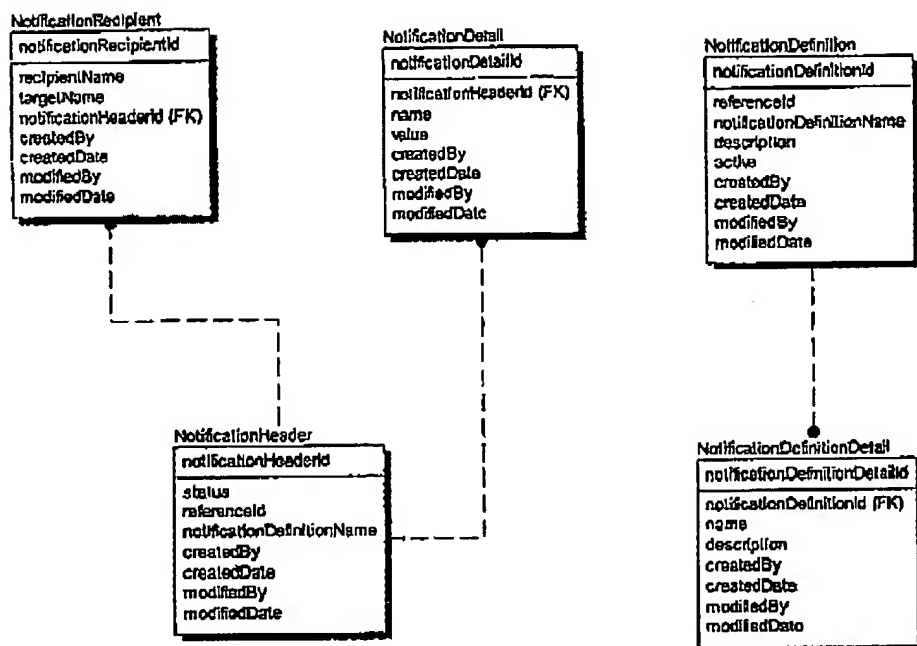 NotificationRecipient
notificationRecipientId
recipientName
targetName
notificationHeaderId (FK)
createdBy
createdDate
modifiedBy
modifiedDate
NotificationDetail
notificationDetailId
notificationHeaderId (FK)
name
value
createdBy
createdDate
modifiedBy
modifiedDate
NotificationDefinition
notificationDefinitionId
referenceId
notificationDefinitionName
description
active
createdBy
createdDate
modifiedBy
modifiedDate
NotificationHeader
notificationHeaderId
status
referenceId
notificationDefinitionName
createdBy
createdDate
modifiedBy
modifiedDate
NotificationDefinitionDetail
notificationDefinitionDetailId
notificationDefinitionId (FK)
name
description
createdBy
createdDate
modifiedBy
modifiedDate